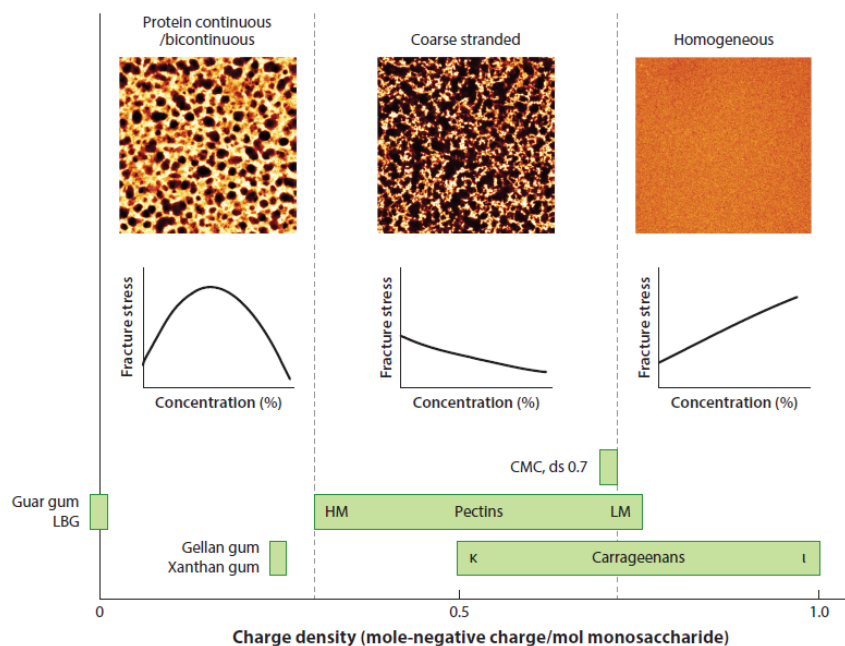 Protein continuous
/bicontinuous
Coarse stranded
Homogeneous
Fracture stress
Concentration (%)
Fracture stress
Concentration (%)
Fracture stress
Concentration (%)
CMC, ds 0.7
Guar gum
LBG
HM Pectins LM
Gellan gum
Xanthan gum
κ Carrageenans ι
0 0.5 1.0
Charge density (mole-negative charge/mol monosaccharide)